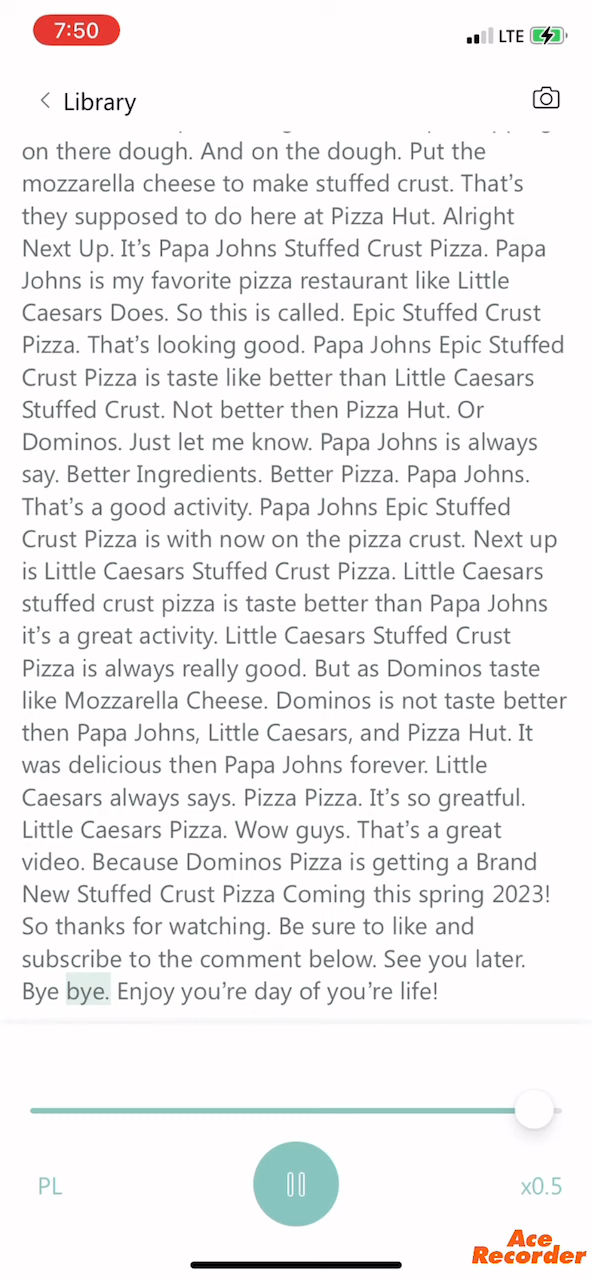 7:50
LTE
Library
on there dough. And on the dough. Put the
mozzarella cheese to make stuffed crust. That's
they supposed to do here at Pizza Hut. Alright
Next Up. It's Papa Johns Stuffed Crust Pizza. Papa
Johns is my favorite pizza restaurant like Little
Caesars Does. So this is called. Epic Stuffed Crust
Pizza. That's looking good. Papa Johns Epic Stuffed
Crust Pizza is taste like better than Little Caesars
Stuffed Crust. Not better then Pizza Hut. Or
Dominos. Just let me know. Papa Johns is always
say. Better Ingredients. Better Pizza. Papa Johns.
That's a good activity. Papa Johns Epic Stuffed
Crust Pizza is with now on the pizza crust. Next up
is Little Caesars Stuffed Crust Pizza. Little Caesars
stuffed crust pizza is taste better than Papa Johns
it's a great activity. Little Caesars Stuffed Crust
Pizza is always really good. But as Dominos taste
like Mozzarella Cheese. Dominos is not taste better
then Papa Johns, Little Caesars, and Pizza Hut. It
was delicious then Papa Johns forever. Little
Caesars always says. Pizza Pizza. It's so greatful.
Little Caesars Pizza. Wow guys. That's a great
video. Because Dominos Pizza is getting a Brand
New Stuffed Crust Pizza Coming this spring 2023!
So thanks for watching. Be sure to like and
subscribe to the comment below. See you later.
Bye bye. Enjoy you're day of you're life!
PL
x0.5
Ace
Recorder